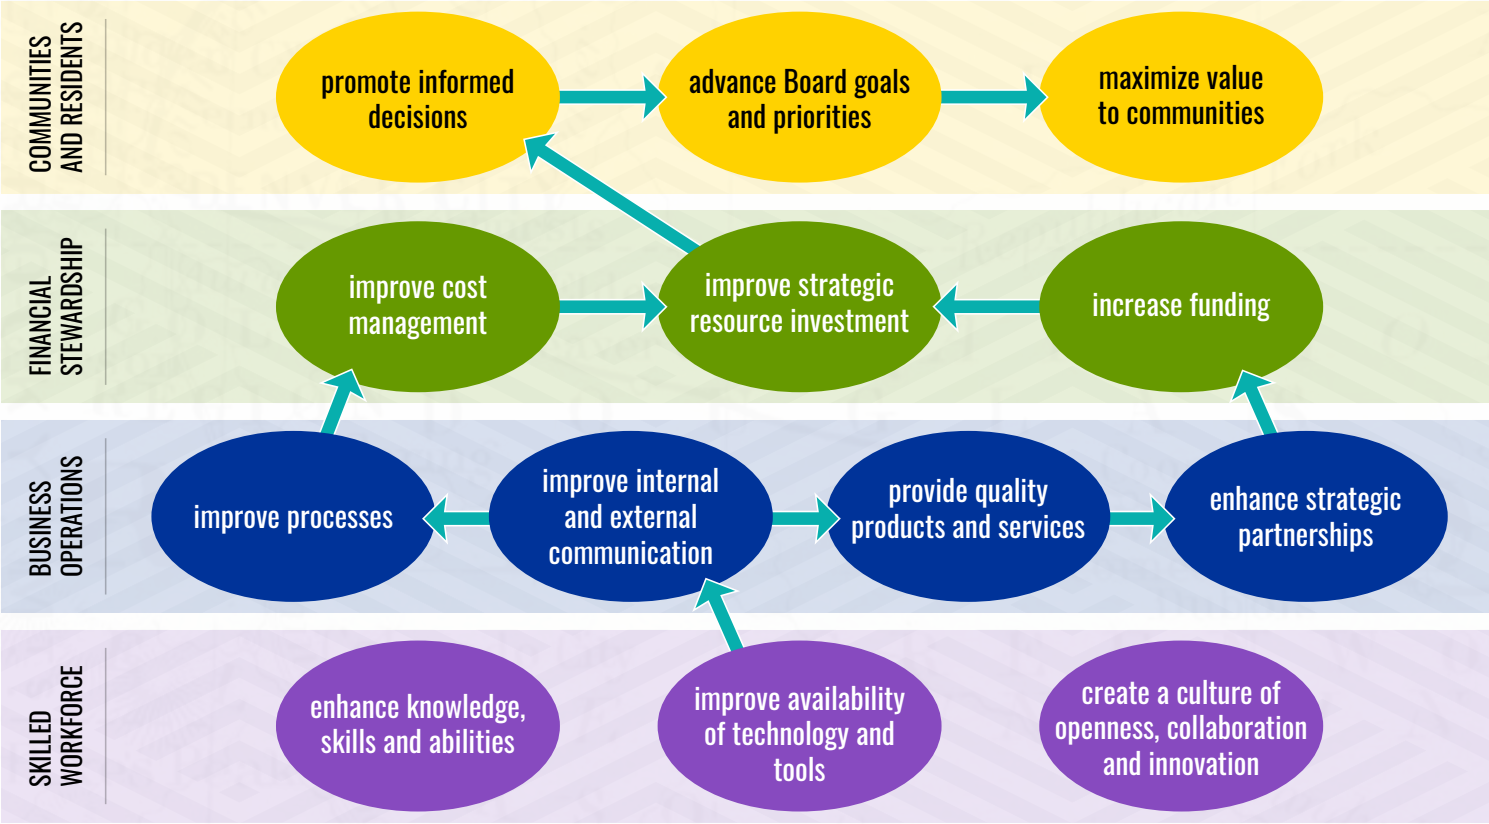 COMMUNITIES
AND RESIDENTS
promote informed
decisions
advance Board goals
and priorities
maximize value
to communities
FINANCIAL
STEWARDSHIP
improve cost
management
improve strategic
resource investment
increase funding
BUSINESS
OPERATIONS
improve processes
improve internal
and external
communication
provide quality
products and services
enhance strategic
partnerships
SKILLED
WORKFORCE
enhance knowledge,
skills and abilities
improve availability
of technology and
tools
create a culture of
openness, collaboration
and innovation